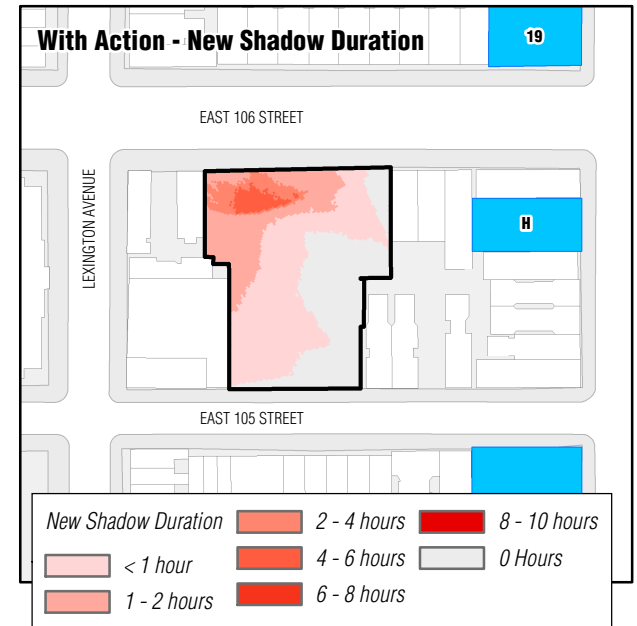 With Action - New Shadow Duration
19
EAST 106 STREET
LEXINGTON AVENUE
H
EAST 105 STREET
New Shadow Duration
< 1 hour
1 - 2 hours
2 - 4 hours
4 - 6 hours
6 - 8 hours
8 - 10 hours
0 Hours